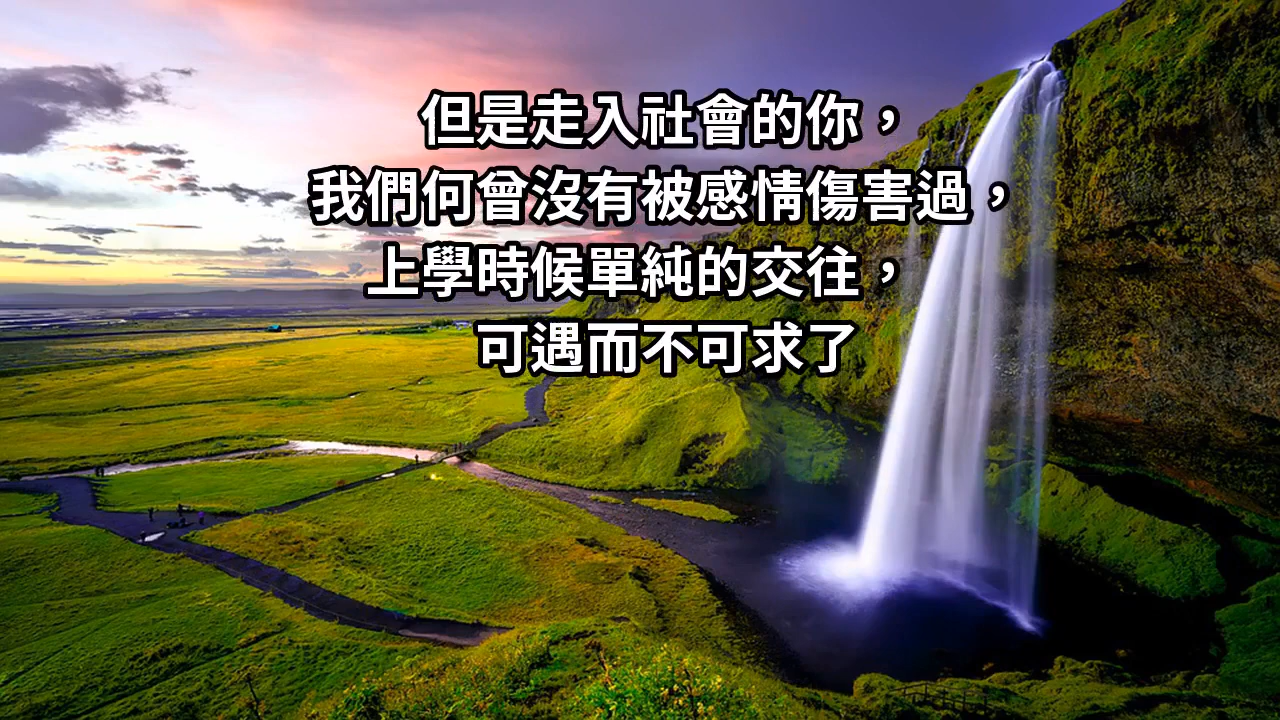 但是走入社會的你，
我們何曾沒有被感情傷害過，
上學時候單純的交往，
可遇而不可求了